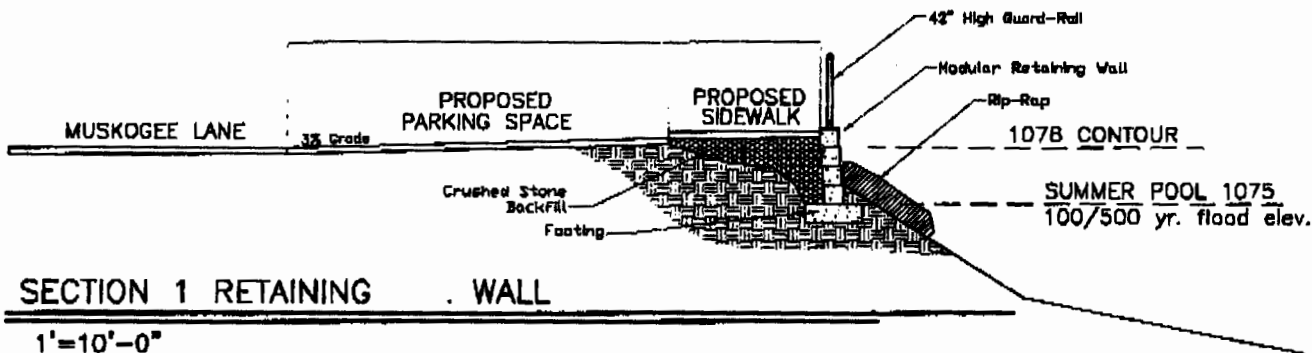 42" High Guard-Rail
Modular Retaining Wall
Rip-Rap
PROPOSED
PARKING SPACE
PROPOSED
SIDEWALK
MUSKOGEE LANE
3% Grade
1078 CONTOUR
Crushed Stone
Backfill
SUMMER POOL 1075
100/500 yr. flood elev.
Footing
SECTION 1 RETAINING . WALL
1'=10'-0"